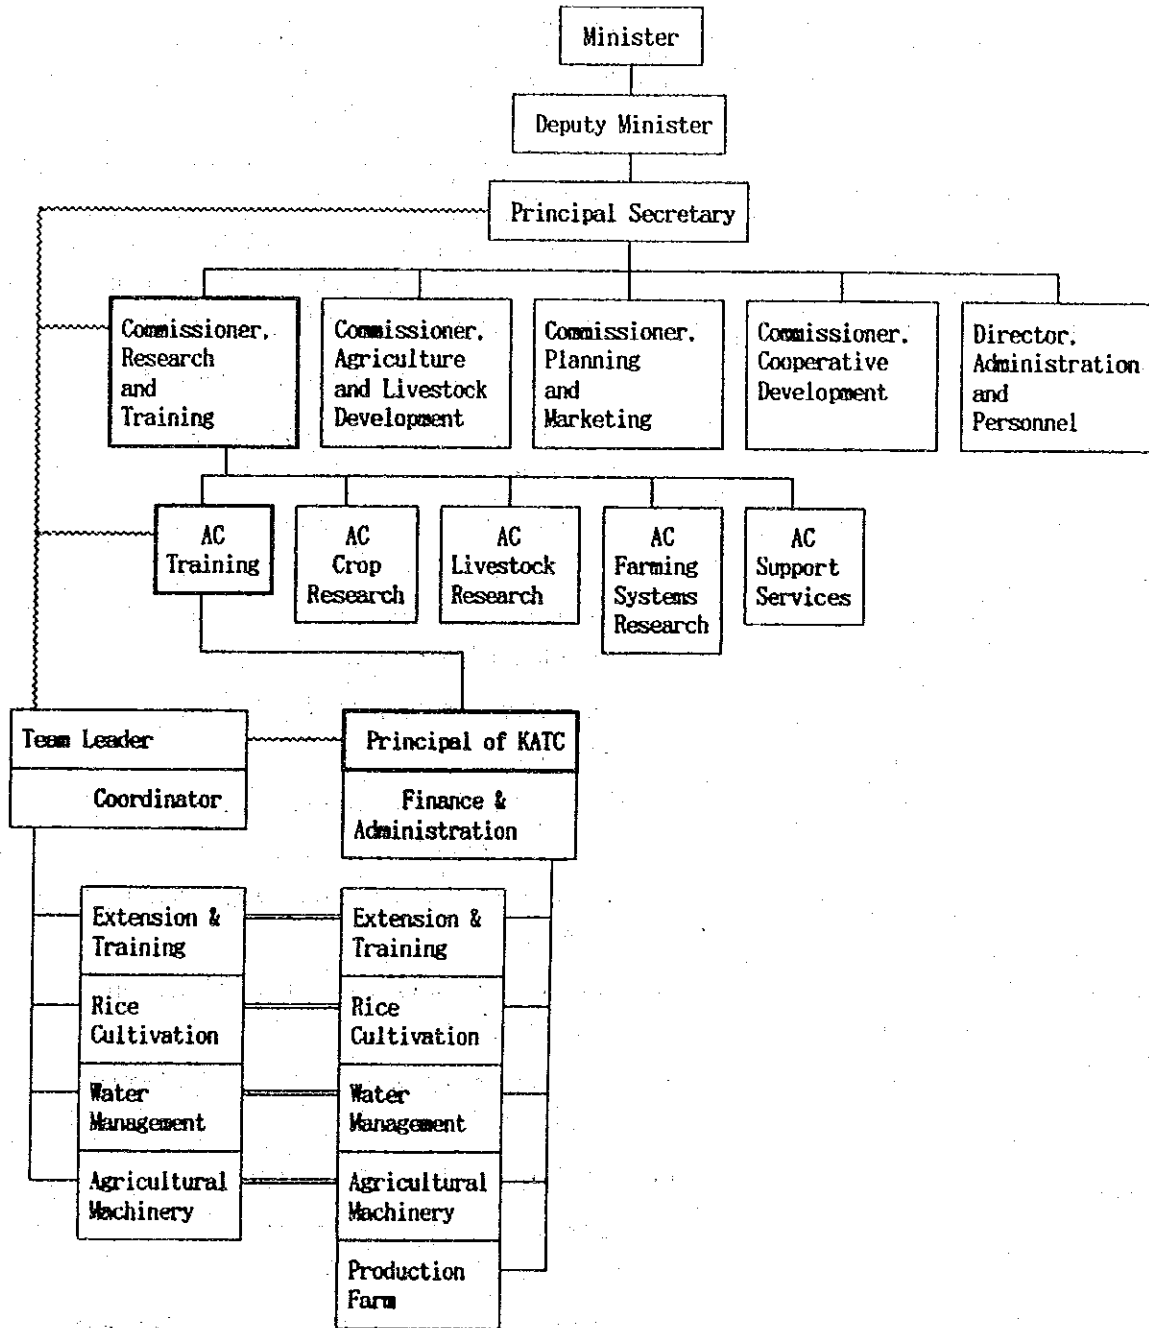 Minister
Deputy Minister
Principal Secretary
Commissioner,
Research
and
Training
Commissioner,
Agriculture
and Livestock
Development
Commissioner,
Planning
and
Marketing
Commissioner,
Cooperative
Development
Director,
Administration
and
Personnel
AC
Training
AC
Crop
Research
AC
Livestock
Research
AC
Farming
Systems
Research
AC
Support
Services
Team Leader
Coordinator
Principal of KATC
Finance &
Administration
Extension &
Training
Rice
Cultivation
Water
Management
Agricultural
Machinery
Extension &
Training
Rice
Cultivation
Water
Management
Agricultural
Machinery
Production
Farm